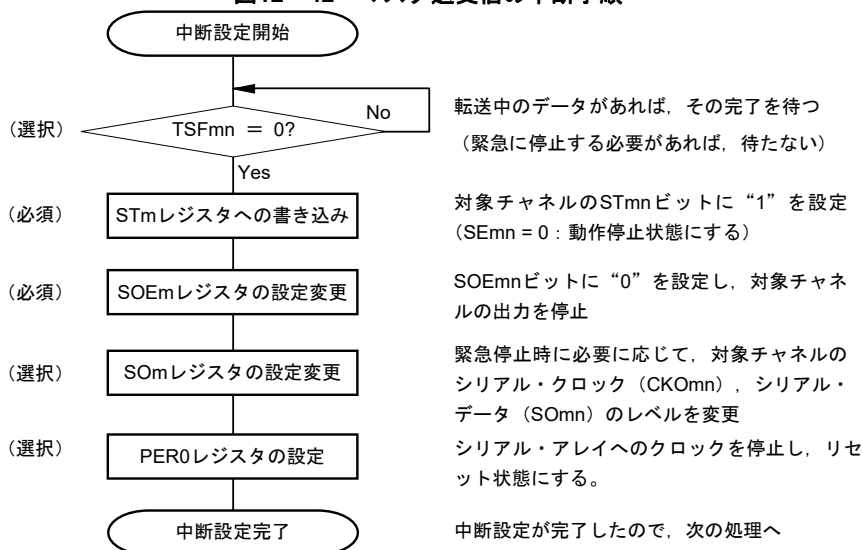 中断設定開始
(選択)
TSFmn = 0?
No
転送中のデータがあれば，その完了を待つ
（緊急に停止する必要があれば，待たない）
Yes
(必須)
STmレジスタへの書き込み
対象チャネルのSTmnビットに“1”を設定
（SEmn = 0：動作停止状態にする）
(必須)
SOEmレジスタの設定変更
SOEmnビットに“0”を設定し，対象チャネ
ルの出力を停止
(選択)
SOmレジスタの設定変更
緊急停止時に必要に応じて，対象チャネルの
シリアル・クロック（CKOmn），シリアル・
データ（SOmn）のレベルを変更
(選択)
PER0レジスタの設定
シリアル・アレイへのクロックを停止し，リセ
ット状態にする。
中断設定完了
中断設定が完了したので，次の処理へ